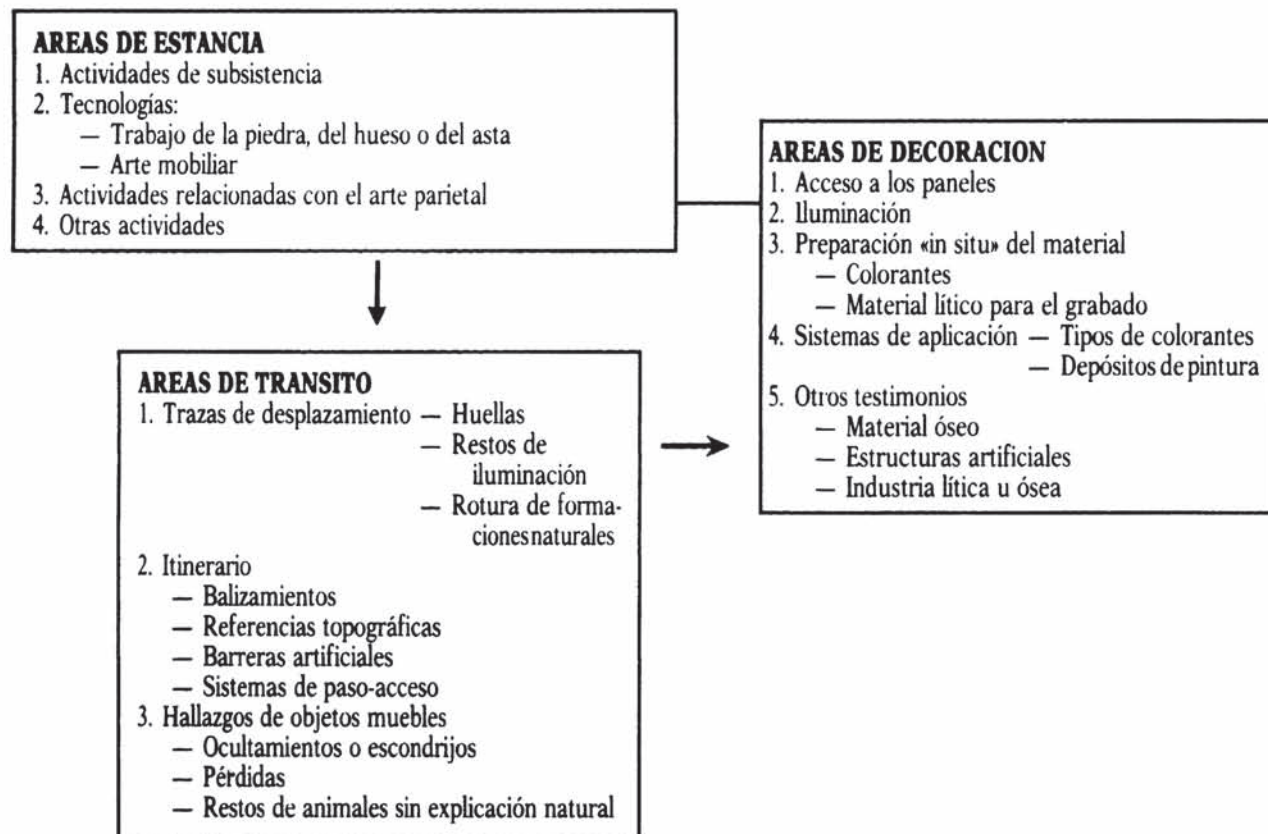 AREAS DE ESTANCIA
1. Actividades de subsistencia
2. Tecnologías:
— Trabajo de la piedra, del hueso o del asta
— Arte mobiliar
3. Actividades relacionadas con el arte parietal
4. Otras actividades
AREAS DE DECORACION
1. Acceso a los paneles
2. Iluminación
3. Preparación «in situ» del material
— Colorantes
— Material lítico para el grabado
4. Sistemas de aplicación — Tipos de colorantes
— Depósitos de pintura
5. Otros testimonios
— Material óseo
— Estructuras artificiales
— Industria lítica u ósea
AREAS DE TRANSITO
1. Trazas de desplazamiento — Huellas
— Restos de
iluminación
— Rotura de forma-
ciones naturales
2. Itinerario
— Balizamientos
— Referencias topográficas
— Barreras artificiales
— Sistemas de paso-acceso
3. Hallazgos de objetos muebles
— Ocultamientos o escondrijos
— Pérdidas
— Restos de animales sin explicación natural